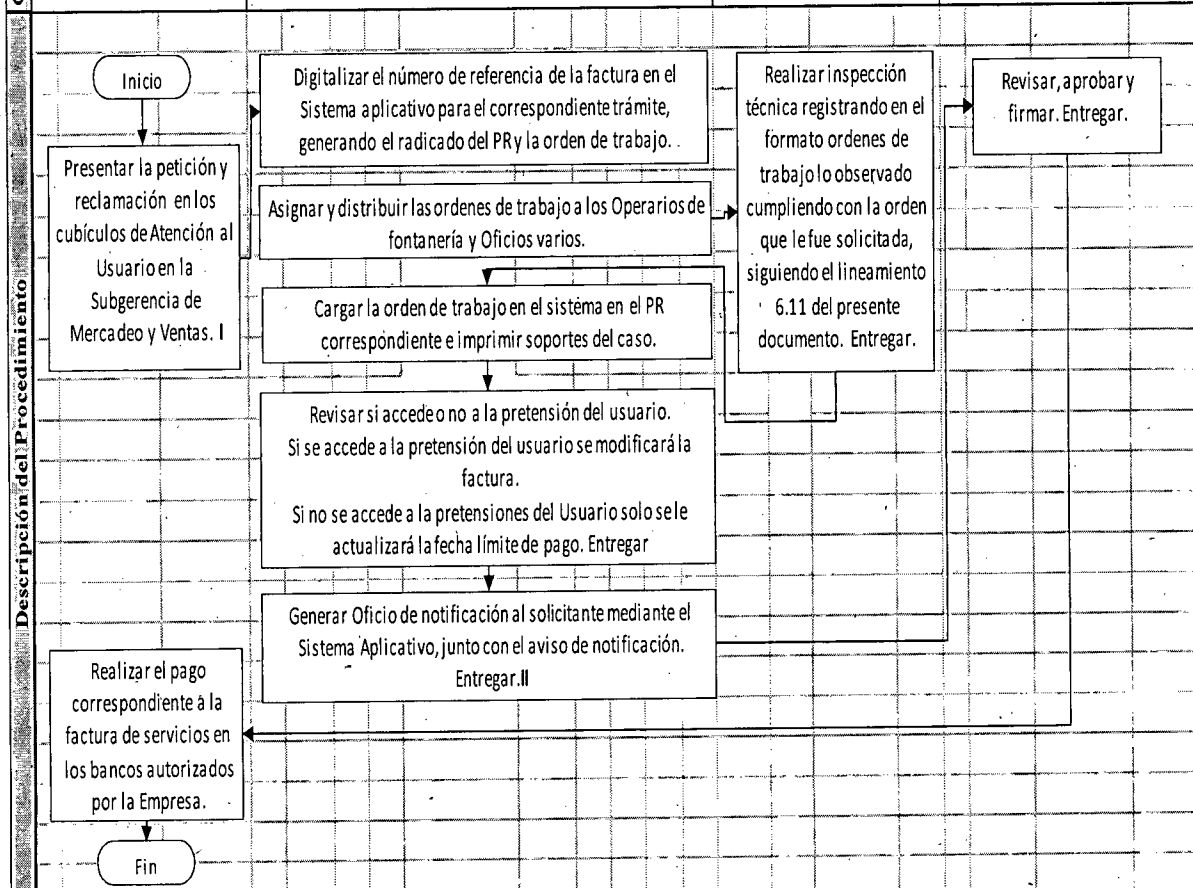 Descripción del Procedimiento
Inicio
Presentar la petición y
reclamación en los
cubículos de Atención al
Usuario en la
Subgerencia de
Mercadeo y Ventas. I
Digitalizar el número de referencia de la factura en el
Sistema aplicativo para el correspondiente trámite,
generando el radicado del PR y la orden de trabajo.
Asignar y distribuir las ordenes de trabajo a los Operarios de
fontanería y Oficios varios.
Realizar inspección
técnica registrando en el
formato ordenes de
trabajo lo observado
cumpliendo con la orden
que le fue solicitada,
siguiendo el lineamiento
6.11 del presente
documento. Entregar.
Cargar la orden de trabajo en el sistema en el PR
correspondiente e imprimir soportes del caso.
Revisar si accede o no a la pretensión del usuario.
Si se accede a la pretensión del usuario se modificará la
factura.
Si no se accede a la pretensiones del Usuario solo se le
actualizará la fecha límite de pago. Entregar
Generar Oficio de notificación al solicitante mediante el
Sistema Aplicativo, junto con el aviso de notificación.
Entregar.II
Revisar, aprobar y
firmar. Entregar.
Realizar el pago
correspondiente a la
factura de servicios en
los bancos autorizados
por la Empresa.
Fin